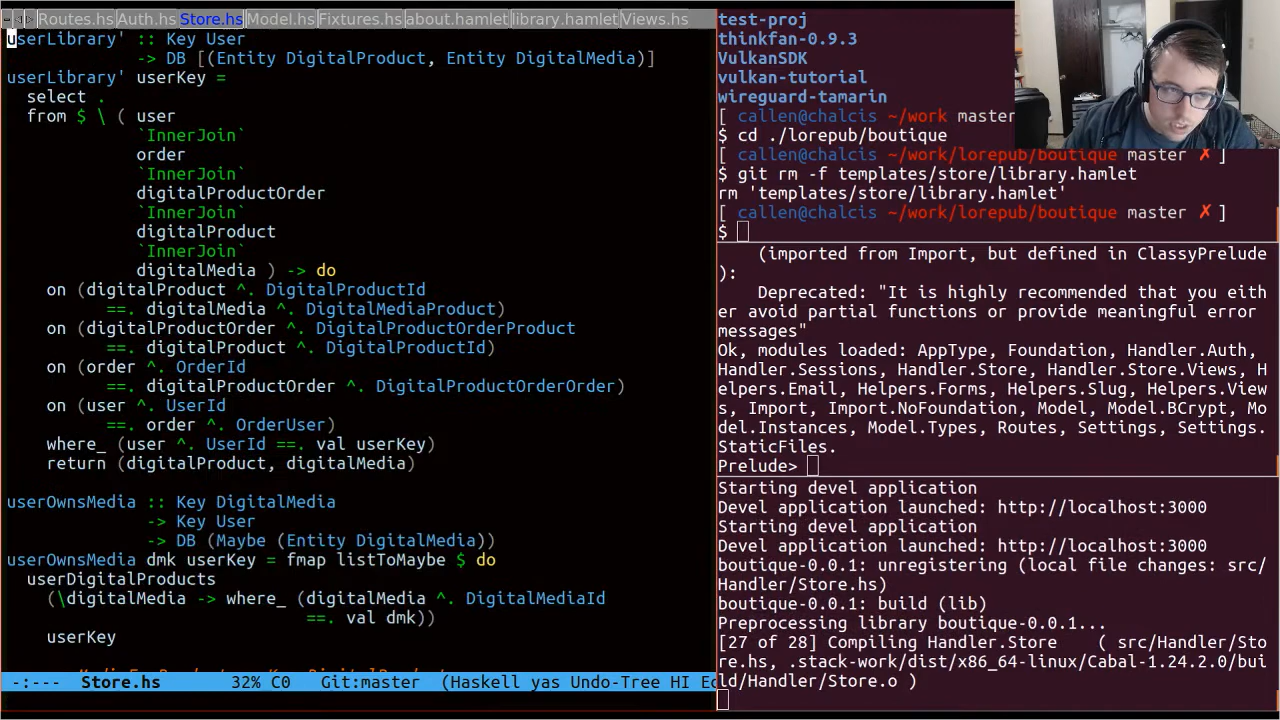 Routes.hs Auth.hs Store.hs Model.hs Fixtures.hs about.hamlet library.hamlet Views.hs
userLibrary' :: Key User
-> DB [(Entity DigitalProduct, Entity DigitalMedia)]
userLibrary' userKey =
select .
from $ \ ( user
`InnerJoin`
order
`InnerJoin`
digitalProductOrder
`InnerJoin`
digitalProduct
`InnerJoin`
digitalMedia ) -> do
on (digitalProduct ^. DigitalProductId
==. digitalMedia ^. DigitalMediaProduct)
on (digitalProductOrder ^. DigitalProductOrderProduct
==. digitalProduct ^. DigitalProductId)
on (order ^. OrderId
==. digitalProductOrder ^. DigitalProductOrderOrder)
on (user ^. UserId
==. order ^. OrderUser)
where_ (user ^. UserId ==. val userKey)
return (digitalProduct, digitalMedia)
userOwnsMedia :: Key DigitalMedia
-> Key User
-> DB (Maybe (Entity DigitalMedia))
userOwnsMedia dmk userKey = fmap listToMaybe $ do
userDigitalProducts
(\digitalMedia -> where_ (digitalMedia ^. DigitalMediaId
==. val dmk))
userKey
-:--- Store.hs 32% C0 Git:master (Haskell yas Undo-Tree HI Ec
test-proj
thinkfan-0.9.3
VulkanSDK
vulkan-tutorial
wireguard-tamarin
[ callen@chalcis ~/work master
$ cd ./lorepub/boutique
[ callen@chalcis ~/work/lorepub/boutique master ✗ ]
$ git rm -f templates/store/library.hamlet
rm 'templates/store/library.hamlet'
[ callen@chalcis ~/work/lorepub/boutique master ✗ ]
$
(imported from Import, but defined in ClassyPrelude
):
Deprecated: "It is highly recommended that you eith
er avoid partial functions or provide meaningful error
messages"
Ok, modules loaded: AppType, Foundation, Handler.Auth,
Handler.Sessions, Handler.Store, Handler.Store.Views, H
elpers.Email, Helpers.Forms, Helpers.Slug, Helpers.View
s, Import, Import.NoFoundation, Model, Model.BCrypt, Mo
del.Instances, Model.Types, Routes, Settings, Settings.
StaticFiles.
Prelude>
Starting devel application
Devel application launched: http://localhost:3000
Starting devel application
Devel application launched: http://localhost:3000
boutique-0.0.1: unregistering (local file changes: src/
Handler/Store.hs)
boutique-0.0.1: build (lib)
Preprocessing library boutique-0.0.1...
[27 of 28] Compiling Handler.Store ( src/Handler/Sto
re.hs, .stack-work/dist/x86_64-linux/Cabal-1.24.2.0/bui
ld/Handler/Store.o )